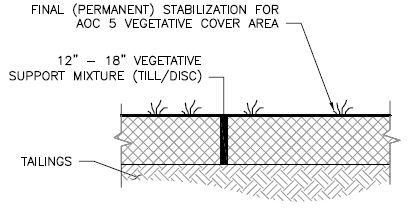 FINAL (PERMANENT) STABILIZATION FOR
AOC 5 VEGETATIVE COVER AREA
12" – 18" VEGETATIVE
SUPPORT MIXTURE (TILL/DISC)
TAILINGS